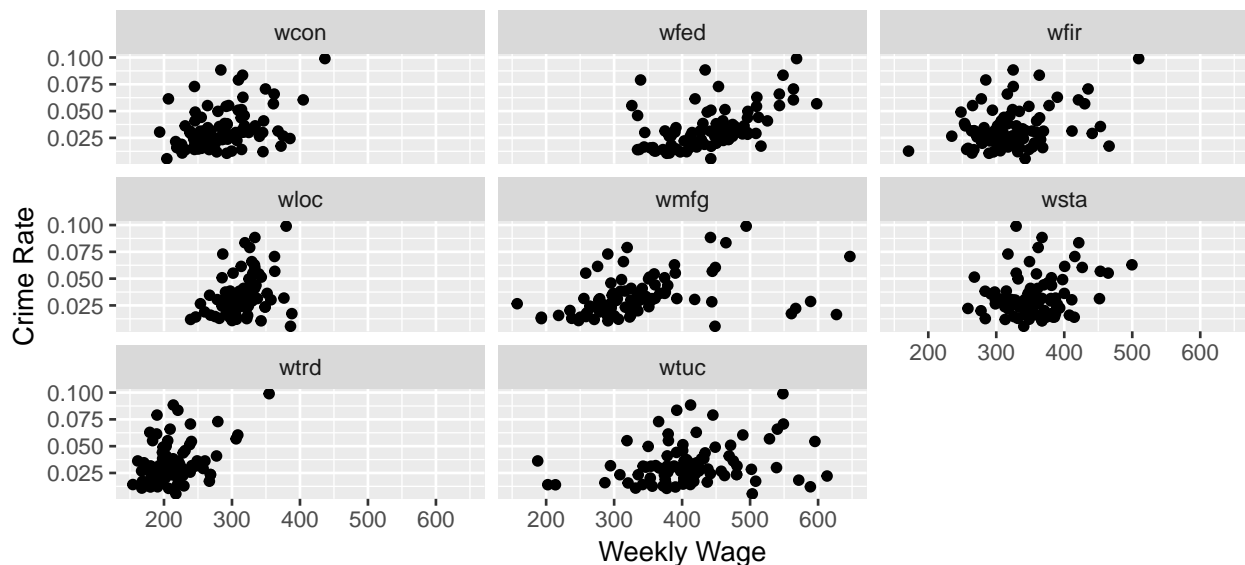 wcon wfed wfir
0.100
0.075
0.050
0.025
wloc wmfg wsta
0.100
0.075
0.050
0.025
200 300 400 500 600
wtrd wtuc
0.100
0.075
0.050
0.025
200 300 400 500 600 200 300 400 500 600
Crime Rate
Weekly Wage